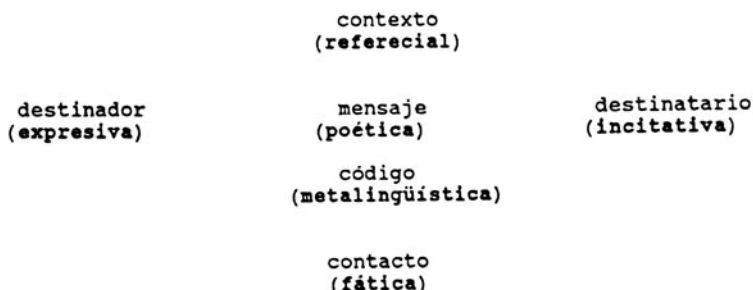 contexto
(referecial)
destinador mensaje destinatario
(expresiva) (poética) (incitativa)
código
(metalingüística)
contacto
(fática)